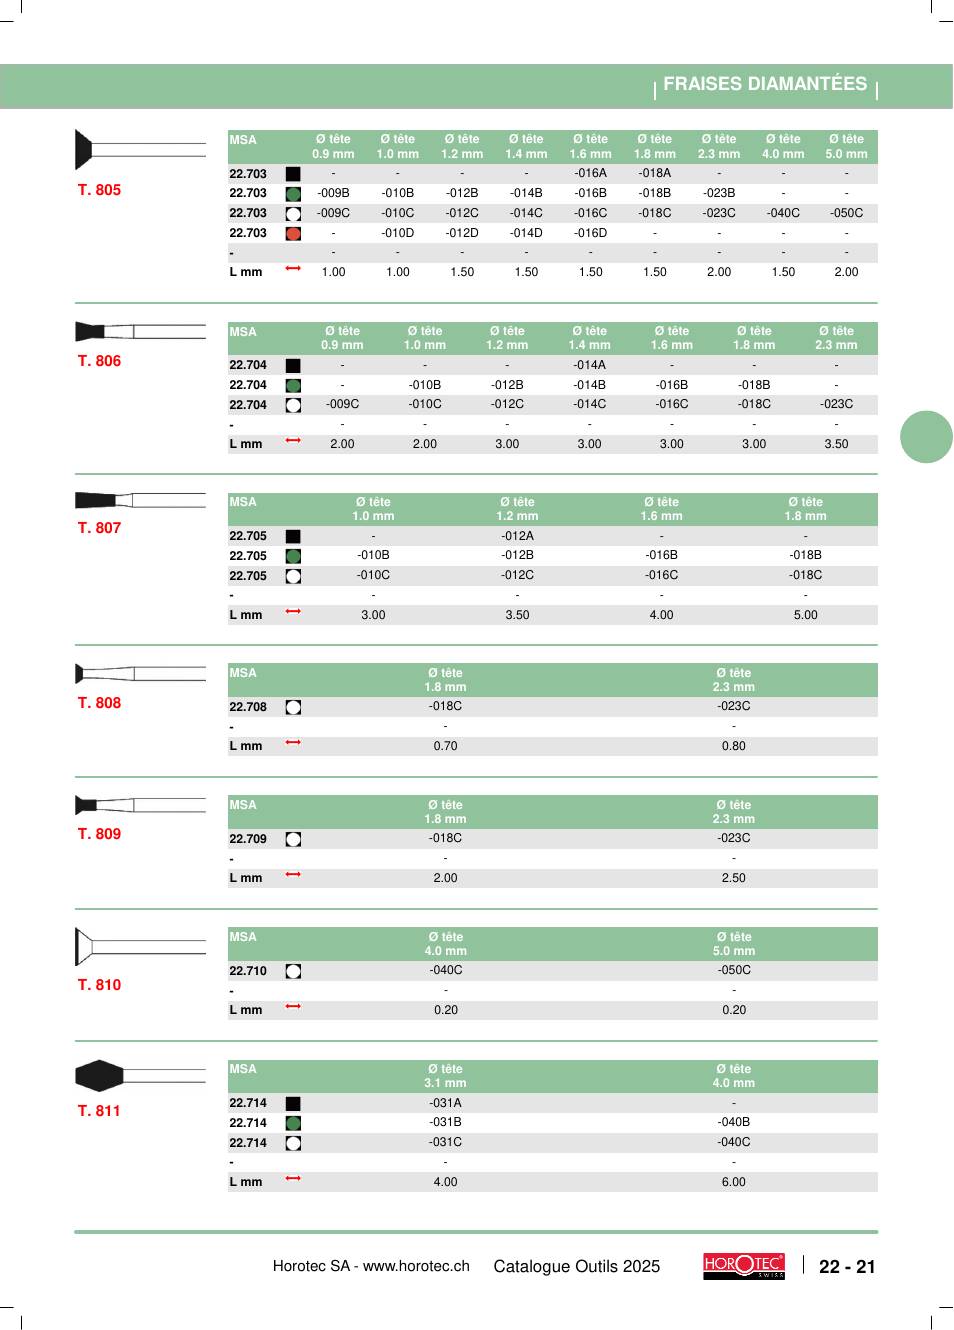 FRAISES DIAMANTÉES
T. 805
MSA Ø tête Ø tête Ø tête Ø tête Ø tête Ø tête Ø tête Ø tête Ø tête
0.9 mm 1.0 mm 1.2 mm 1.4 mm 1.6 mm 1.8 mm 2.3 mm 4.0 mm 5.0 mm
22.703 - - - - -016A -018A - - -
22.703 -009B -010B -012B -014B -016B -018B -023B - -
22.703 -009C -010C -012C -014C -016C -018C -023C -040C -050C
22.703 - -010D -012D -014D -016D - - - -
- - - - - - - - - -
L mm 1.00 1.00 1.50 1.50 1.50 1.50 2.00 1.50 2.00
T. 806
MSA Ø tête Ø tête Ø tête Ø tête Ø tête Ø tête Ø tête
0.9 mm 1.0 mm 1.2 mm 1.4 mm 1.6 mm 1.8 mm 2.3 mm
22.704 - - - -014A - - -
22.704 - -010B -012B -014B -016B -018B -
22.704 -009C -010C -012C -014C -016C -018C -023C
- - - - - - - -
L mm 2.00 2.00 3.00 3.00 3.00 3.00 3.50
T. 807
MSA Ø tête Ø tête Ø tête Ø tête
1.0 mm 1.2 mm 1.6 mm 1.8 mm
22.705 - -012A - -
22.705 -010B -012B -016B -018B
22.705 -010C -012C -016C -018C
- - - - -
L mm 3.00 3.50 4.00 5.00
T. 808
MSA Ø tête Ø tête
1.8 mm 2.3 mm
22.708 -018C -023C
- - -
L mm 0.70 0.80
T. 809
MSA Ø tête Ø tête
1.8 mm 2.3 mm
22.709 -018C -023C
- - -
L mm 2.00 2.50
T. 810
MSA Ø tête Ø tête
4.0 mm 5.0 mm
22.710 -040C -050C
- - -
L mm 0.20 0.20
T. 811
MSA Ø tête Ø tête
3.1 mm 4.0 mm
22.714 -031A -
22.714 -031B -040B
22.714 -031C -040C
- - -
L mm 4.00 6.00
Horotec SA - www.horotec.ch Catalogue Outils 2025 HOROTEC® SWISS 22 - 21